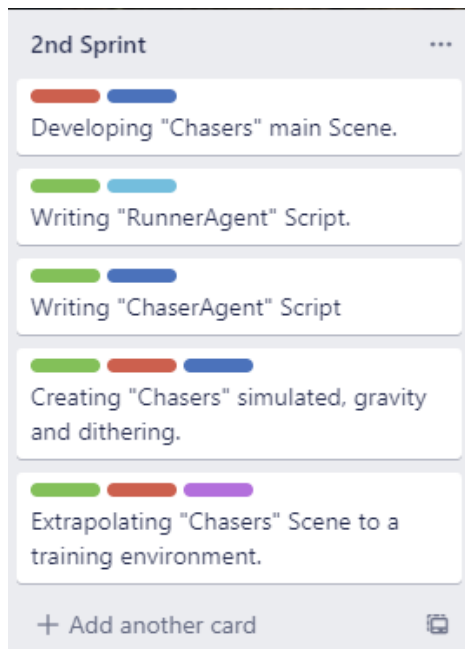 2nd Sprint
Developing "Chasers" main Scene.
Writing "RunnerAgent" Script.
Writing "ChaserAgent" Script
Creating "Chasers" simulated, gravity
and dithering.
Extrapolating "Chasers" Scene to a
training environment.
+ Add another card